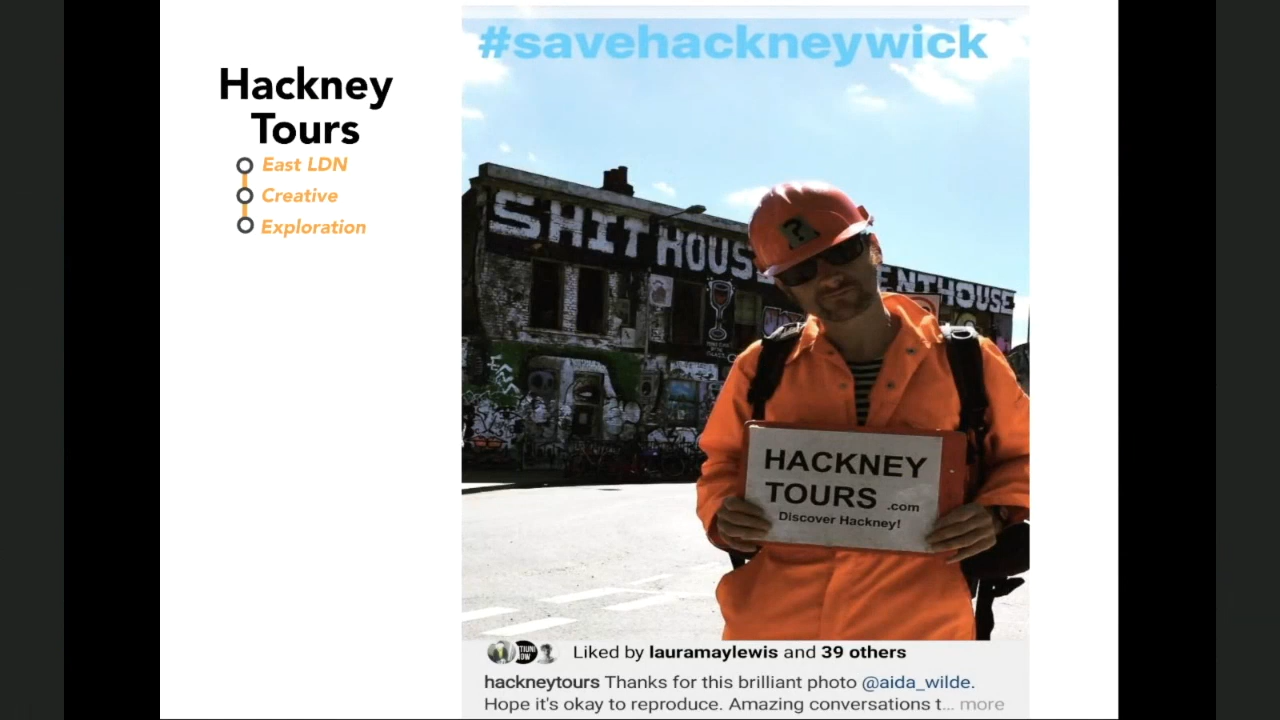 Hackney
Tours
East LDN
Creative
Exploration
#savehackneywick
SHIT HOUS
ENTHOUSE
HACKNEY
TOURS .com
Discover Hackney!
Liked by lauramaylewis and 39 others
hackneytours Thanks for this brilliant photo @aida_wilde.
Hope it's okay to reproduce. Amazing conversations t... more